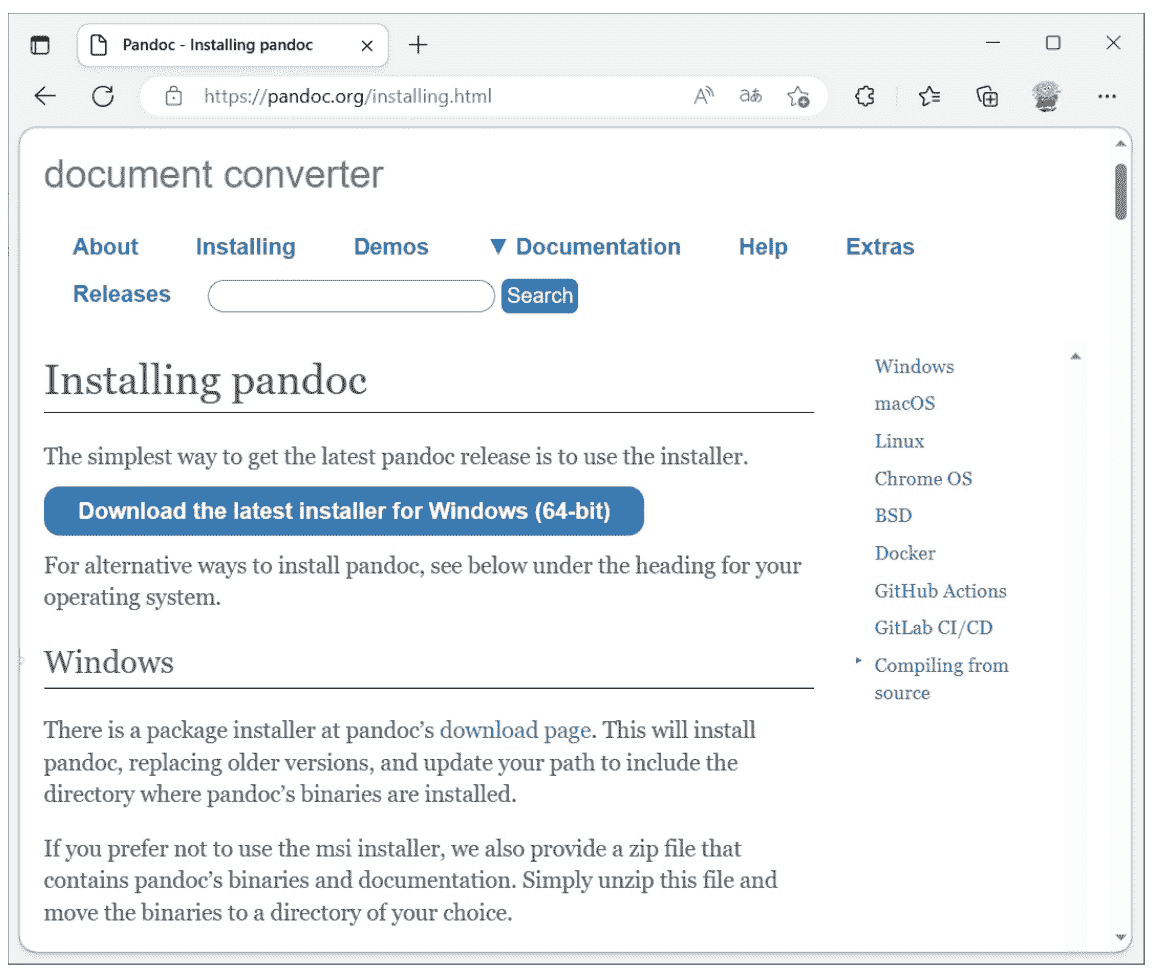 Pandoc - Installing pandoc
https://pandoc.org/installing.html
document converter
About Installing Demos ▼ Documentation Help Extras
Releases Search
Installing pandoc
The simplest way to get the latest pandoc release is to use the installer.
Download the latest installer for Windows (64-bit)
For alternative ways to install pandoc, see below under the heading for your
operating system.
Windows
There is a package installer at pandoc’s download page. This will install
pandoc, replacing older versions, and update your path to include the
directory where pandoc’s binaries are installed.
If you prefer not to use the msi installer, we also provide a zip file that
contains pandoc’s binaries and documentation. Simply unzip this file and
move the binaries to a directory of your choice.
Windows
macOS
Linux
Chrome OS
BSD
Docker
GitHub Actions
GitLab CI/CD
Compiling from
source